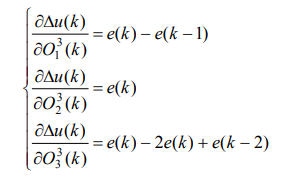 ∂Δu(k)/∂O₁³(k) = e(k) − e(k −1)
∂Δu(k)/∂O₂³(k) = e(k)
∂Δu(k)/∂O₃³(k) = e(k) − 2e(k) + e(k − 2)